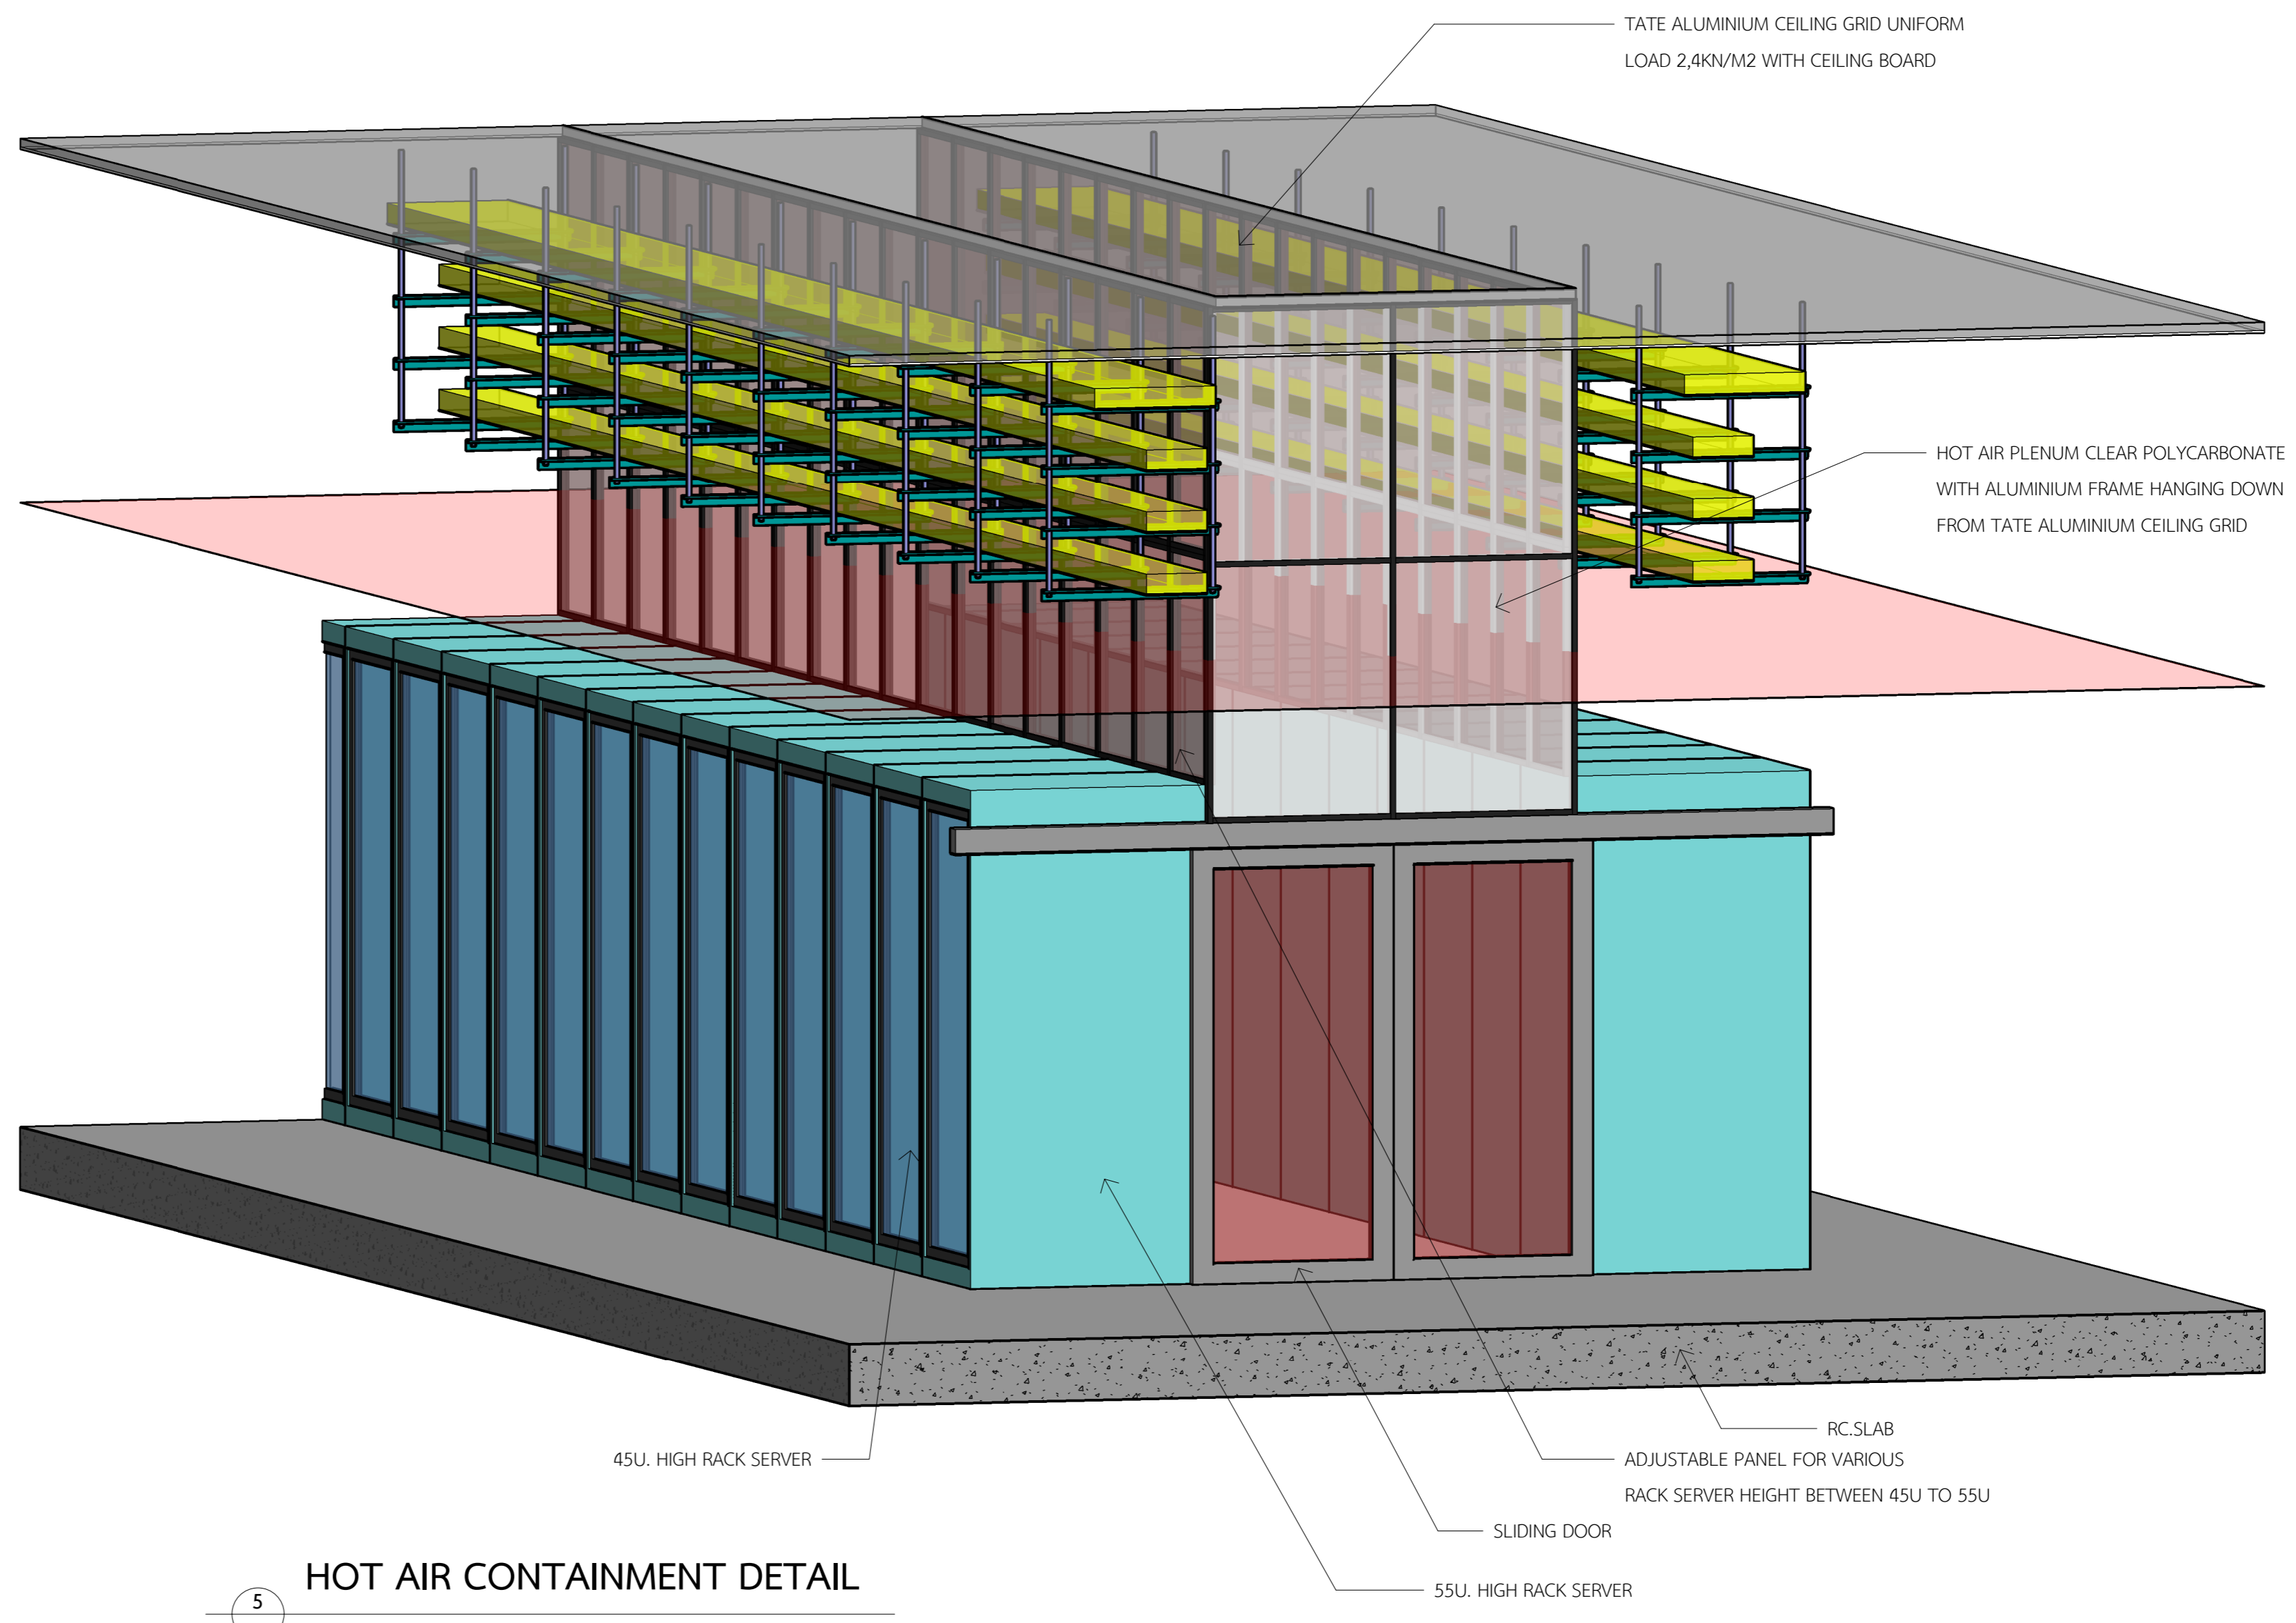 TATE ALUMINIUM CEILING GRID UNIFORM
LOAD 2,4KN/M2 WITH CEILING BOARD
HOT AIR PLENUM CLEAR POLYCARBONATE
WITH ALUMINIUM FRAME HANGING DOWN
FROM TATE ALUMINIUM CEILING GRID
RC.SLAB
45U. HIGH RACK SERVER
ADJUSTABLE PANEL FOR VARIOUS
RACK SERVER HEIGHT BETWEEN 45U TO 55U
SLIDING DOOR
55U. HIGH RACK SERVER
HOT AIR CONTAINMENT DETAIL
5